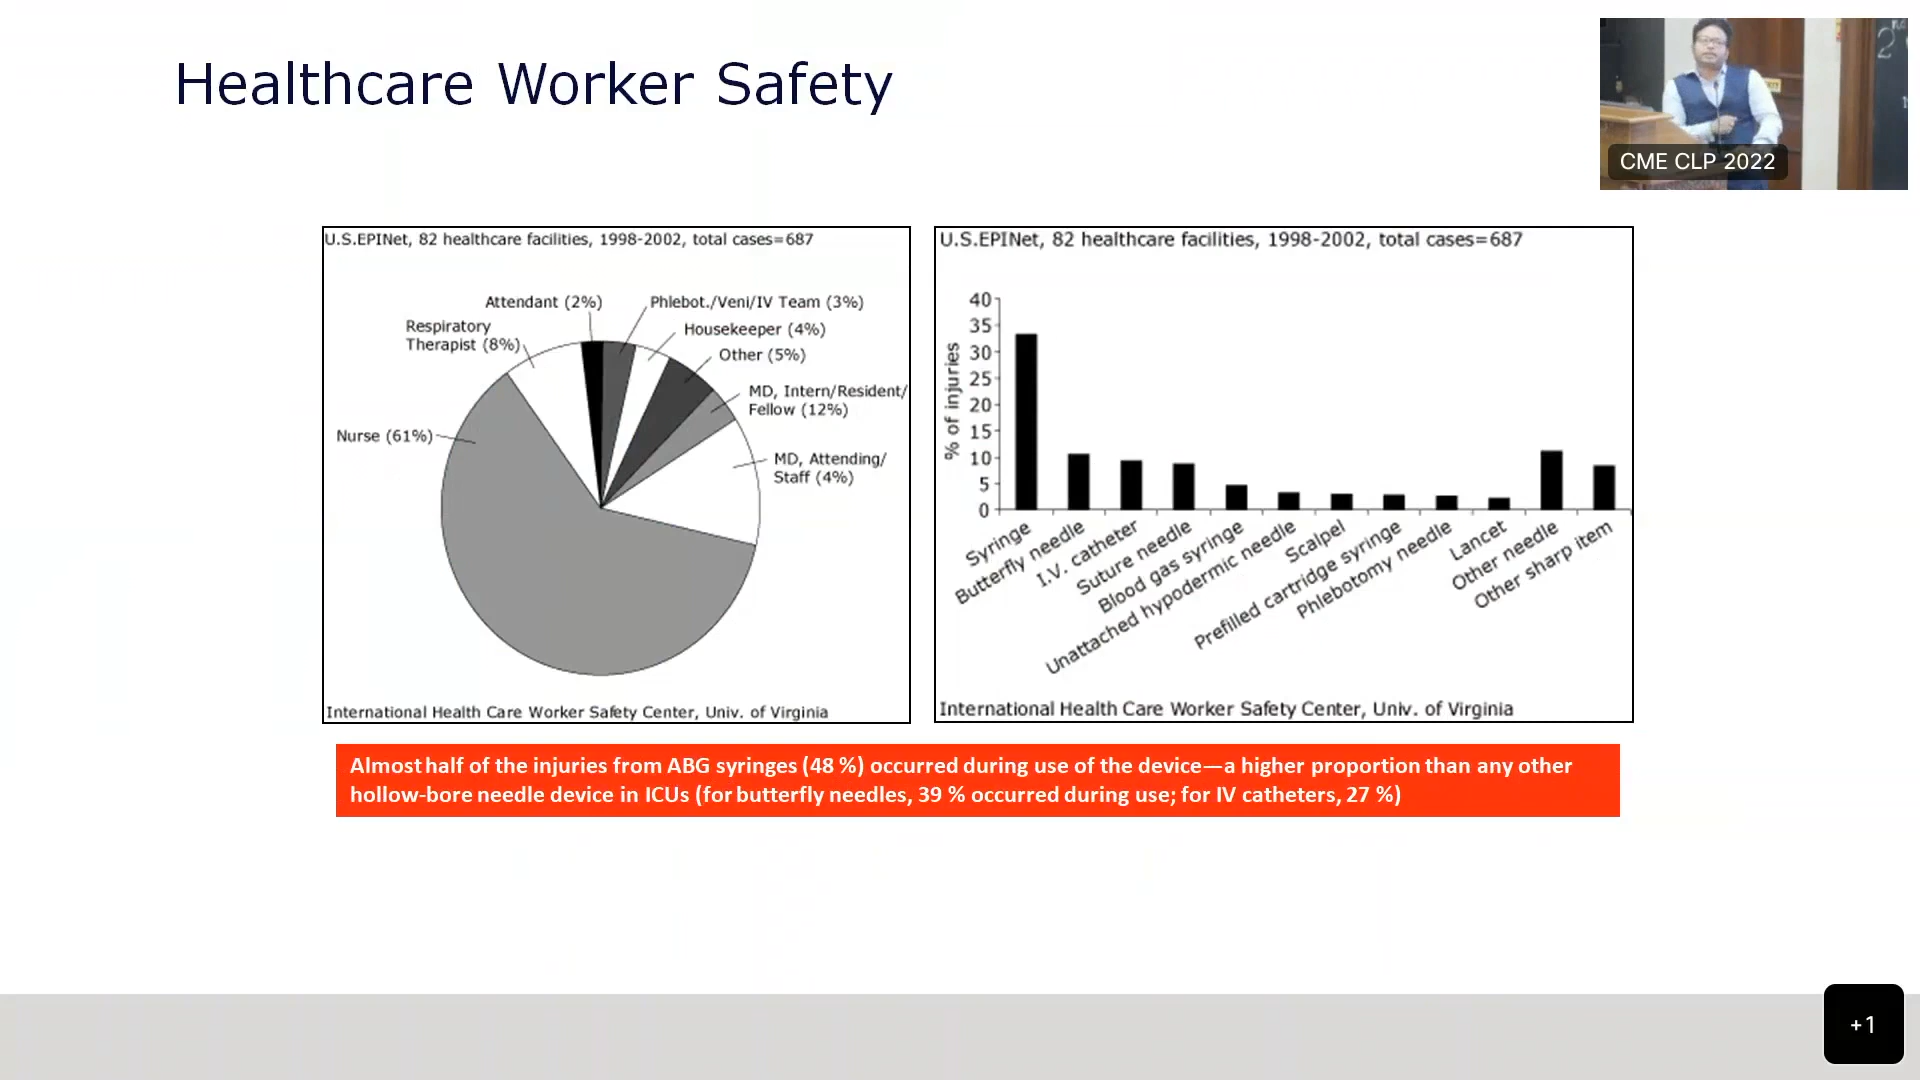 Healthcare Worker Safety
CME CLP 2022
U.S.EPINet, 82 healthcare facilities, 1998-2002, total cases=687
Attendant (2%)
Phlebot./Veni/IV Team (3%)
Respiratory
Therapist (8%)
Housekeeper (4%)
Other (5%)
MD, Intern/Resident/
Fellow (12%)
Nurse (61%)
MD, Attending/
Staff (4%)
International Health Care Worker Safety Center, Univ. of Virginia
U.S.EPINet, 82 healthcare facilities, 1998-2002, total cases=687
% of injuries
40
35
30
25
20
15
10
5
0
Syringe
Butterfly needle
I.V. catheter
Suture needle
Blood gas syringe
Unattached hypodermic needle
Scalpel
Prefilled cartridge syringe
Phlebotomy needle
Lancet
Other needle
Other sharp item
International Health Care Worker Safety Center, Univ. of Virginia
Almost half of the injuries from ABG syringes (48 %) occurred during use of the device—a higher proportion than any other
hollow-bore needle device in ICUs (for butterfly needles, 39 % occurred during use; for IV catheters, 27 %)
+1